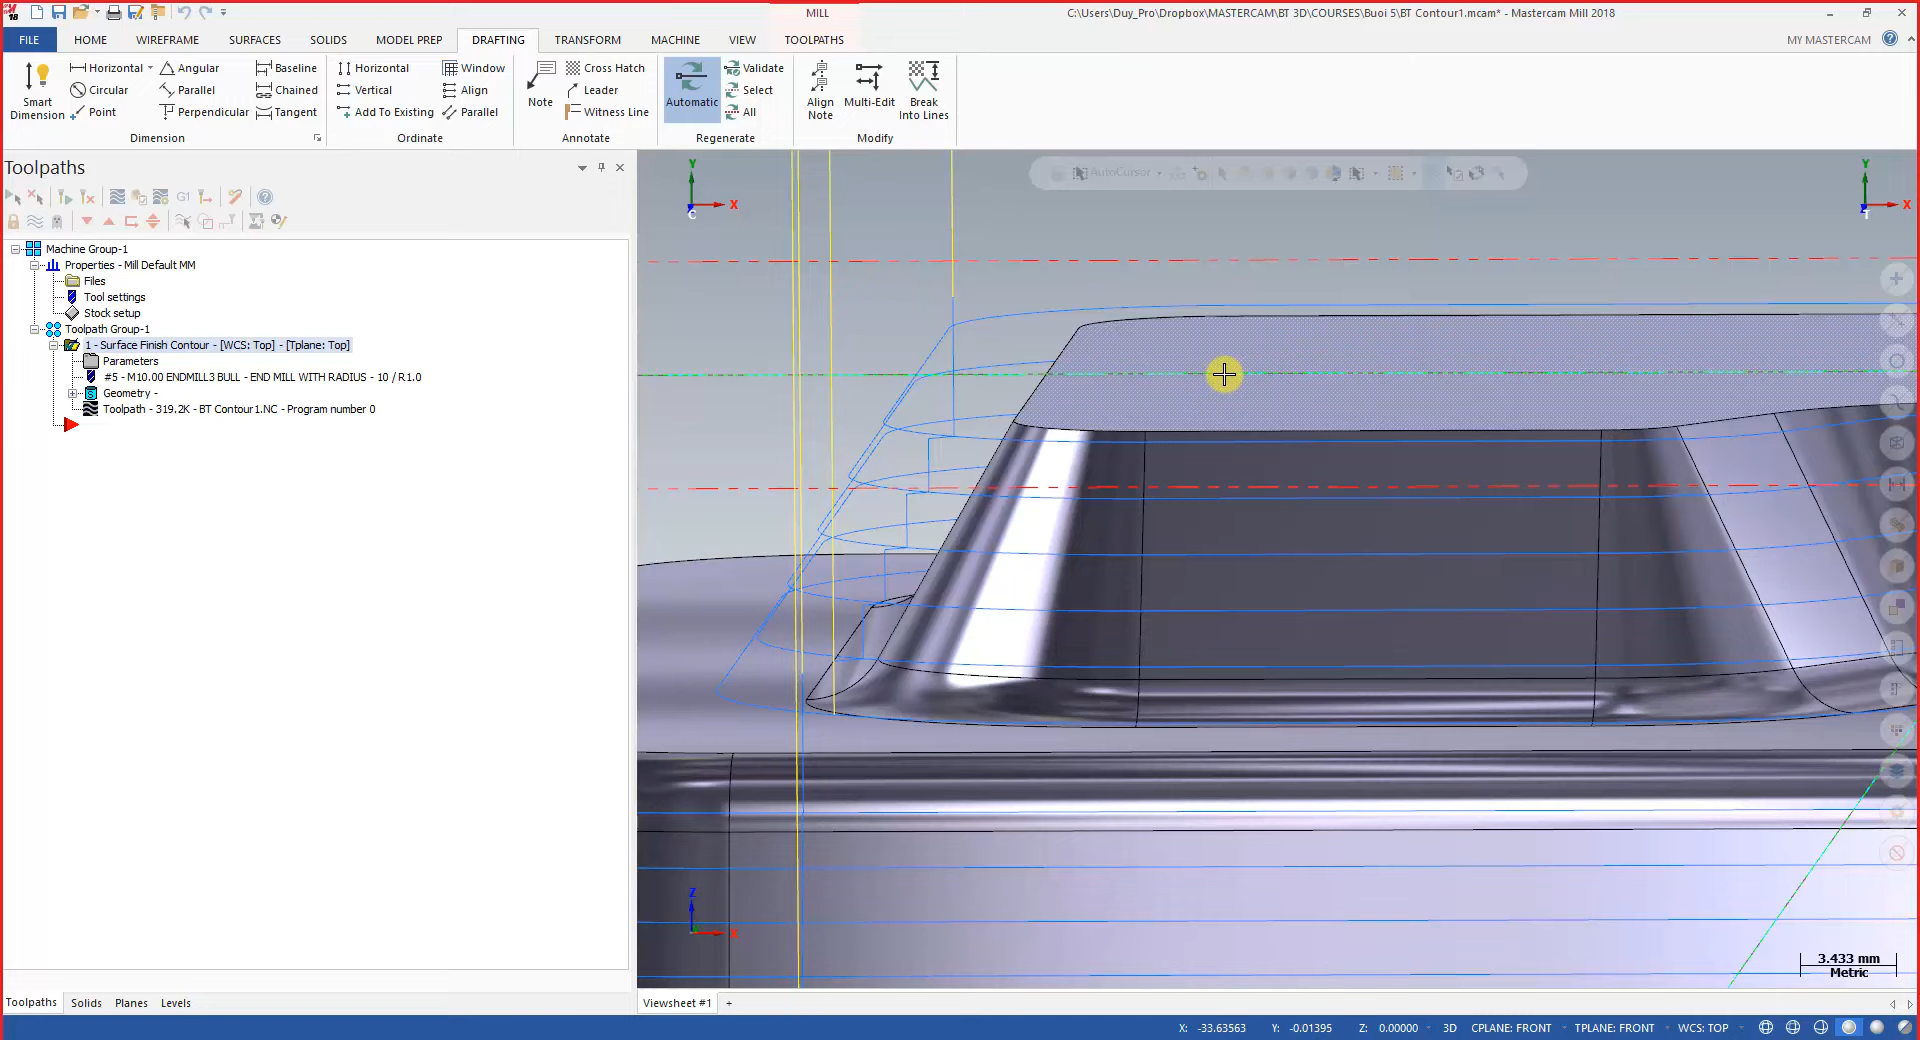 18
MILL
C:\Users\Duy_Pro\Dropbox\MASTERCAM\BT 3D\COURSES\Buoi 5\BT Contour1.mcam* - Mastercam Mill 2018
FILE HOME WIREFRAME SURFACES SOLIDS MODEL PREP DRAFTING TRANSFORM MACHINE VIEW TOOLPATHS MY MASTERCAM
Smart Dimension
Horizontal Angular Baseline
Circular Parallel Chained
Point Perpendicular Tangent
Dimension
Horizontal Window
Vertical Align
Add To Existing Parallel
Ordinate
Note
Cross Hatch
Leader
Witness Line
Annotate
Automatic
Validate
Select
All
Regenerate
Align Note
Multi-Edit
Break Into Lines
Modify
Toolpaths
G1
Machine Group-1
Properties - Mill Default MM
Files
Tool settings
Stock setup
Toolpath Group-1
1 - Surface Finish Contour - [WCS: Top] - [Tplane: Top]
Parameters
#5 - M10.00 ENDMILL3 BULL - END MILL WITH RADIUS - 10 / R1.0
Geometry -
Toolpath - 319.2K - BT Contour1.NC - Program number 0
Y
X
C
AutoCursor
Y
X
T
Z
X
3.433 mm
Metric
Toolpaths Solids Planes Levels
Viewsheet #1 +
X: -33.63563 Y: -0.01395 Z: 0.00000 3D CPLANE: FRONT TPLANE: FRONT WCS: TOP